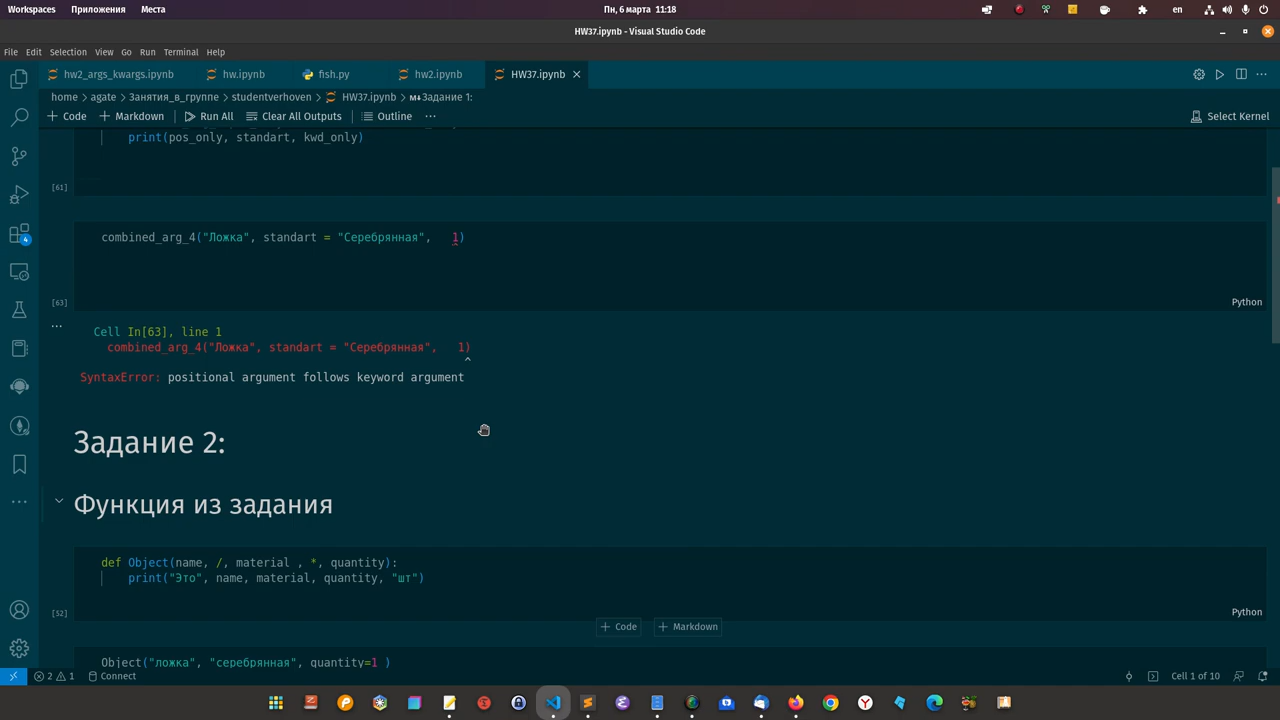 Workspaces Приложения Места Пн, 6 марта 11:18 en
HW37.ipynb - Visual Studio Code
File Edit Selection View Go Run Terminal Help
hw2_args_kwargs.ipynb hw.ipynb fish.py hw2.ipynb HW37.ipynb
home > agate > Занятия_в_группе > studentverhoven > HW37.ipynb > M↓Задание 1:
+ Code + Markdown Run All Clear All Outputs Outline ... Select Kernel
print(pos_only, standart, kwd_only)
[61]
combined_arg_4("Ложка", standart = "Серебрянная", 1)
[63] Python
Cell In[63], line 1
combined_arg_4("Ложка", standart = "Серебрянная", 1)
^
SyntaxError: positional argument follows keyword argument
Задание 2:
Функция из задания
def Object(name, /, material , *, quantity):
print("Это", name, material, quantity, "шт")
[52] Python
+ Code + Markdown
Object("ложка", "серебрянная", quantity=1 )
4
2 1 Connect Cell 1 of 10